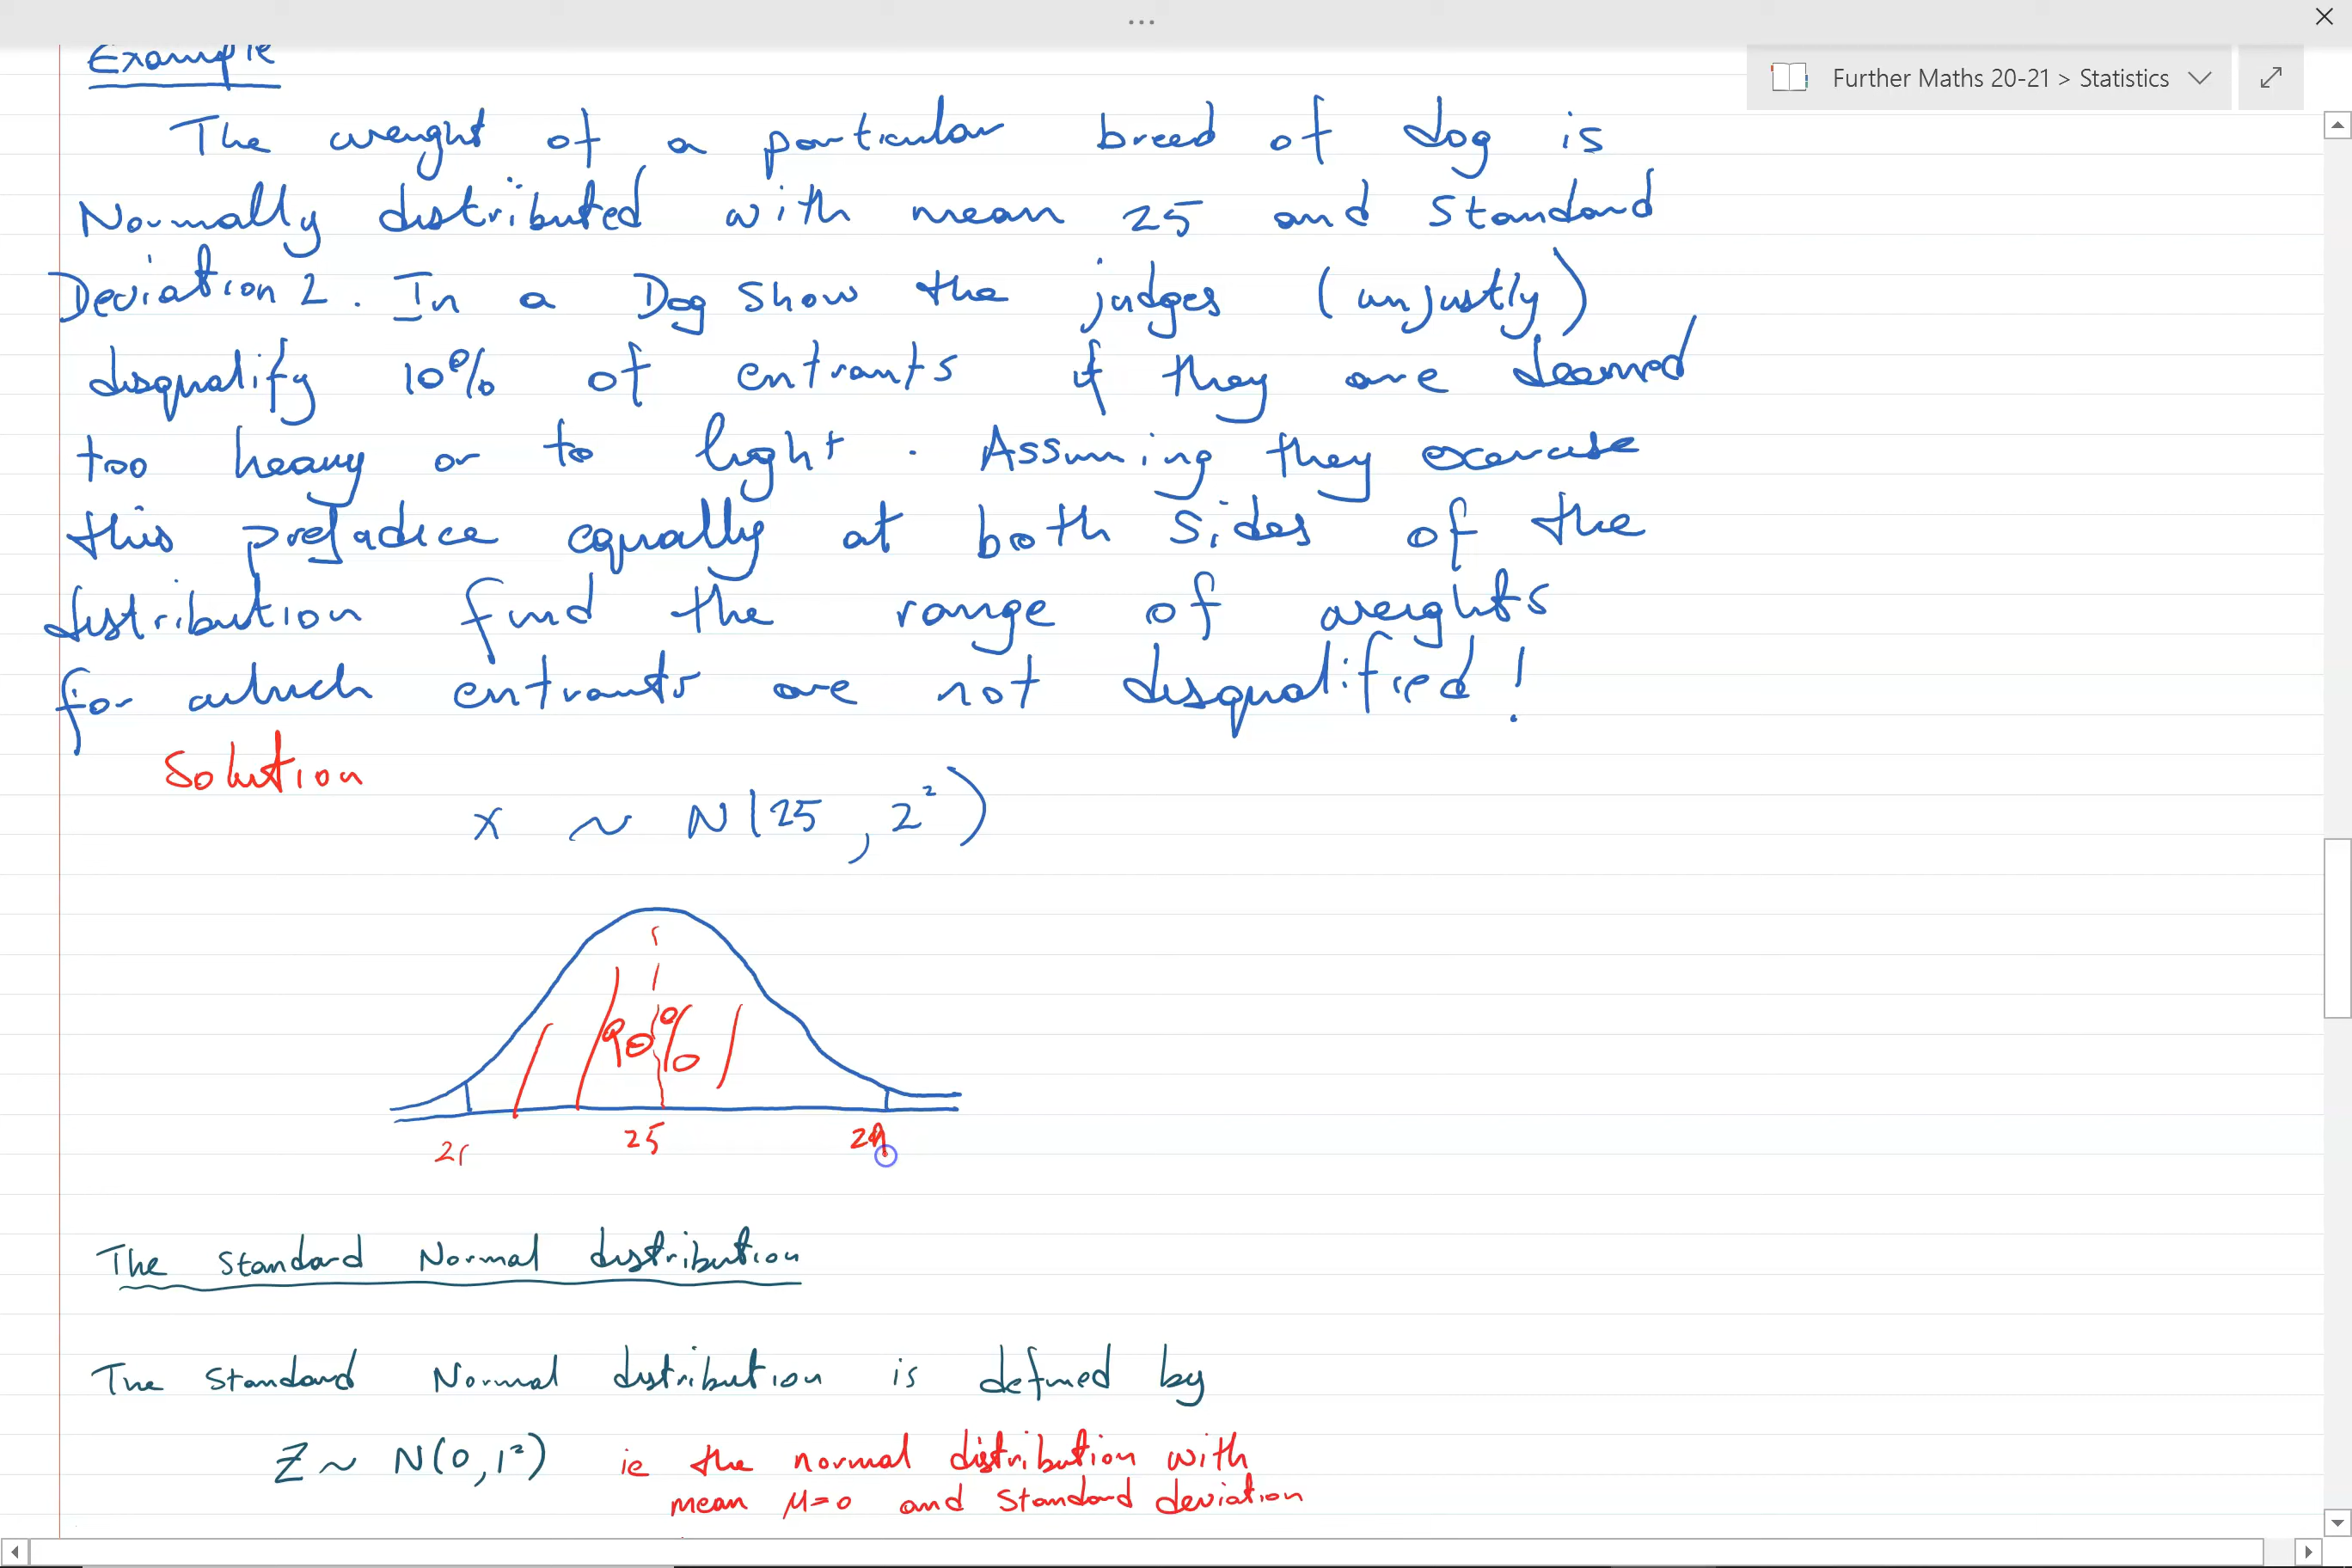 Example
Further Maths 20-21 > Statistics
The weight of a particular breed of dog is
Normally distributed with mean 25 and Standard
Deviation 2. In a Dog Show the judges (unjustly)
disqualify 10% of entrants if they are deemed
too heavy or to light. Assuming they
this prejadice equally at both sides of the
distribution find the range of weights
for which entrants are not disqualified!
Solution
X ~ N(25, 2²)
90%
21 25 29
The Standard Normal distribution
The Standard Normal distribution is defined by
Z ~ N(0, 1²) ie the normal distribution with
mean μ=0 and Standard deviation